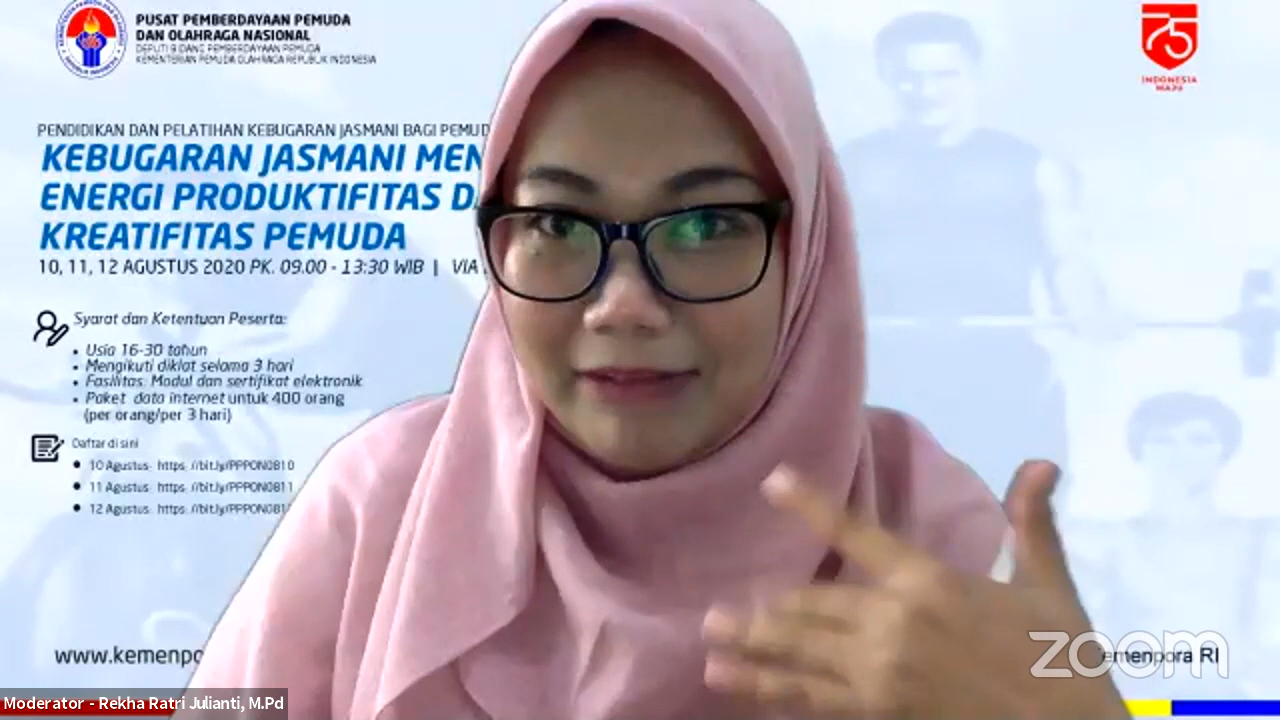 PUSAT PEMBERDAYAAN PEMUDA
DAN OLAHRAGA NASIONAL
DEPUTI BIDANG PEMBERDAYAAN PEMUDA
KEMENTERIAN PEMUDA OLAHRAGA REPUBLIK INDONESIA
75
INDONESIA
MAJU
PENDIDIKAN DAN PELATIHAN KEBUGARAN JASMANI BAGI PEMUD
KEBUGARAN JASMANI MEN
ENERGI PRODUKTIFITAS D
KREATIFITAS PEMUDA
10, 11, 12 AGUSTUS 2020 PK. 09.00 - 13:30 WIB | VIA
Syarat dan Ketentuan Peserta:
• Usia 16-30 tahun
• Mengikuti diklat selama 3 hari
• Fasilitas: Modul dan sertifikat elektronik
• Paket data internet untuk 400 orang
(per orang/per 3 hari)
Daftar di sini
• 10 Agustus: https://bit.ly/PPPON0810
• 11 Agustus: https://bit.ly/PPPON0811
• 12 Agustus: https://bit.ly/PPPON081
www.kemenpo
zoom
emenpora RI
Moderator - Rekha Ratri Julianti, M.Pd